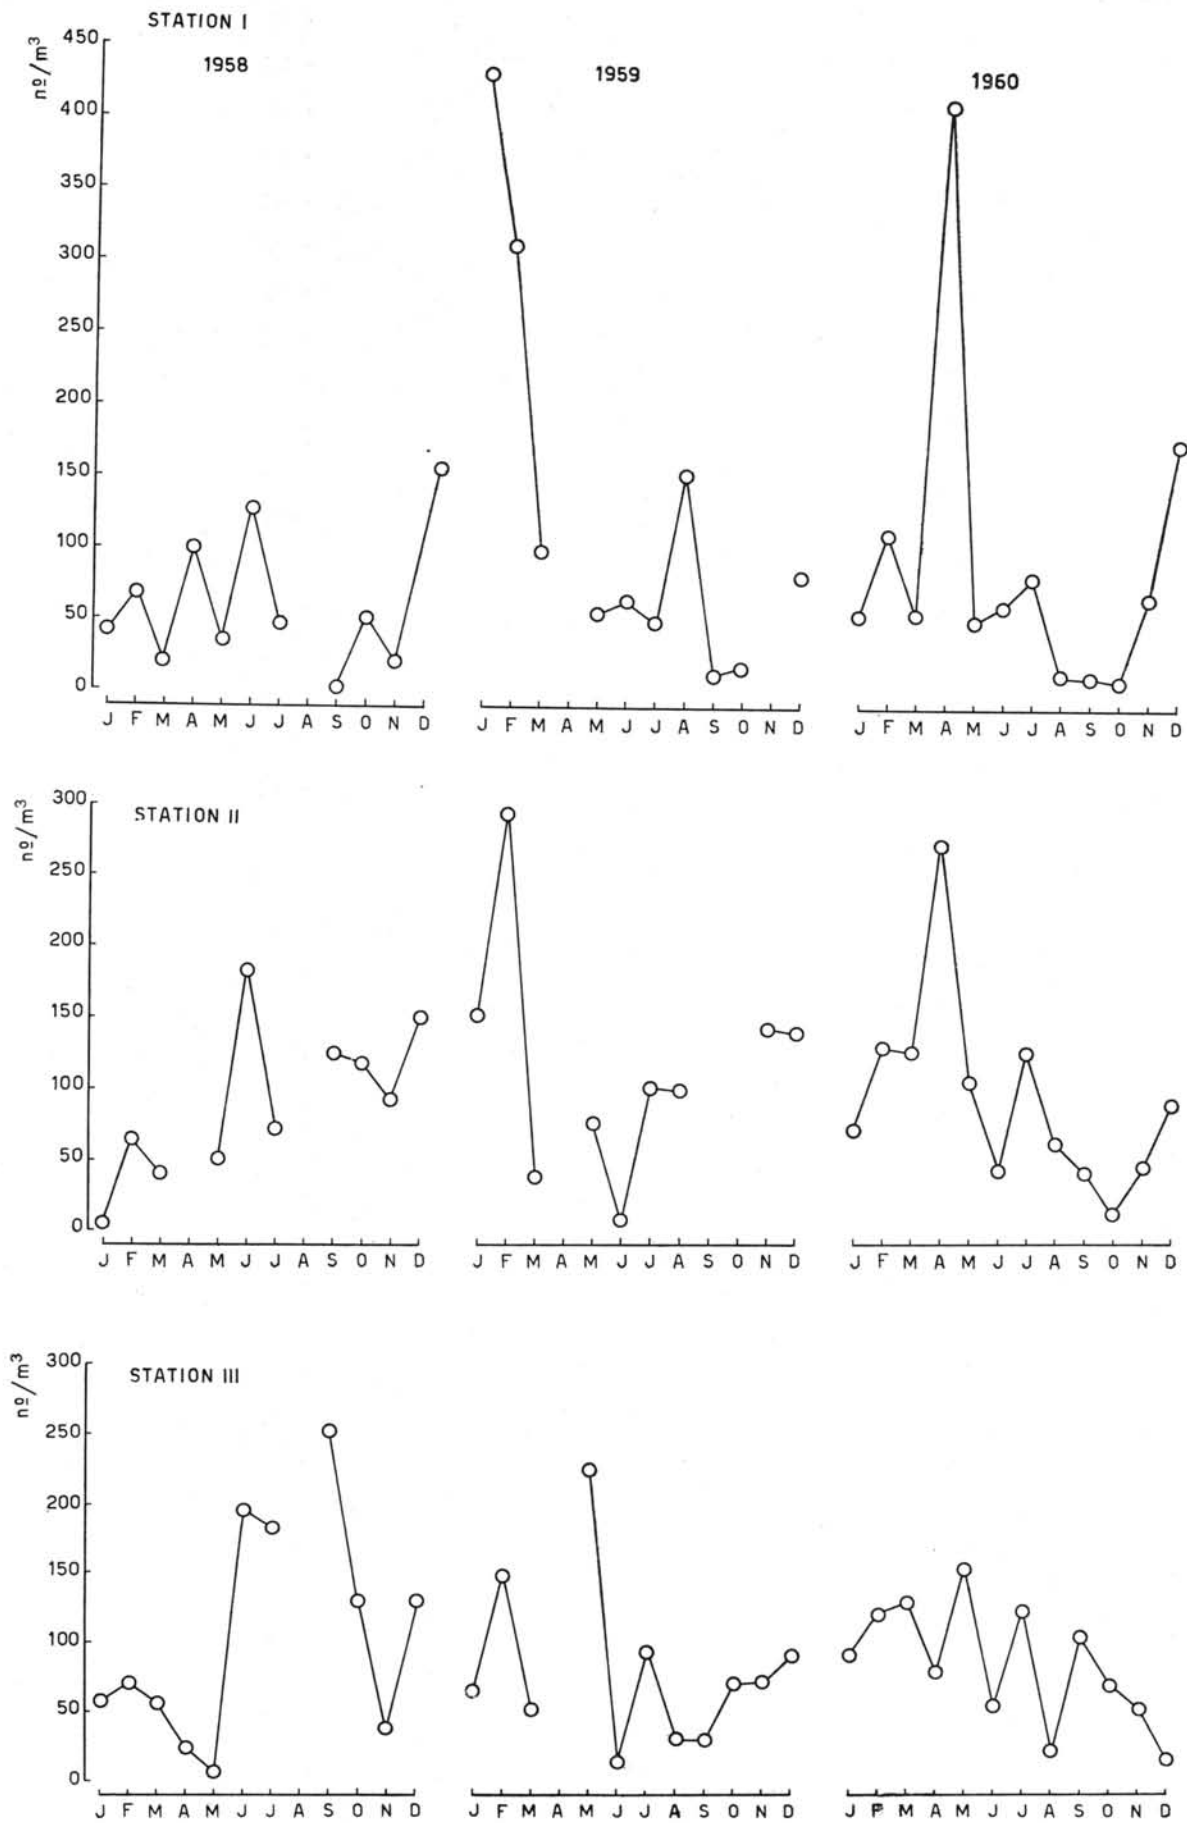 STATION I
1958
1959
1960
nº/m³
450
400
350
300
250
200
150
100
50
0
J F M A M J J A S O N D
J F M A M J J A S O N D
J F M A M J J A S O N D
STATION II
nº/m³
300
250
200
150
100
50
0
J F M A M J J A S O N D
J F M A M J J A S O N D
J F M A M J J A S O N D
STATION III
nº/m³
300
250
200
150
100
50
0
J F M A M J J A S O N D
J F M A M J J A S O N D
J F M A M J J A S O N D